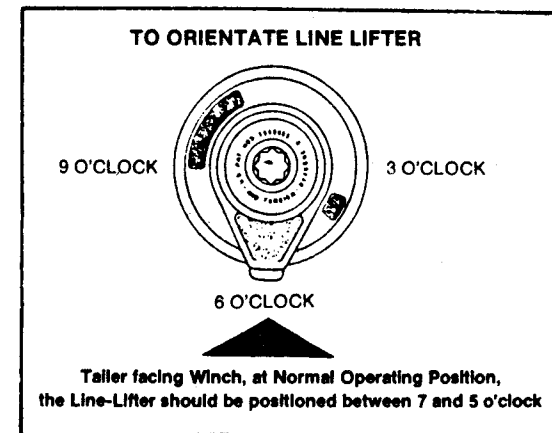 TO ORIENTATE LINE LIFTER
9 O'CLOCK
3 O'CLOCK
6 O'CLOCK
Tailer facing Winch, at Normal Operating Position,
the Line-Lifter should be positioned between 7 and 5 o'clock